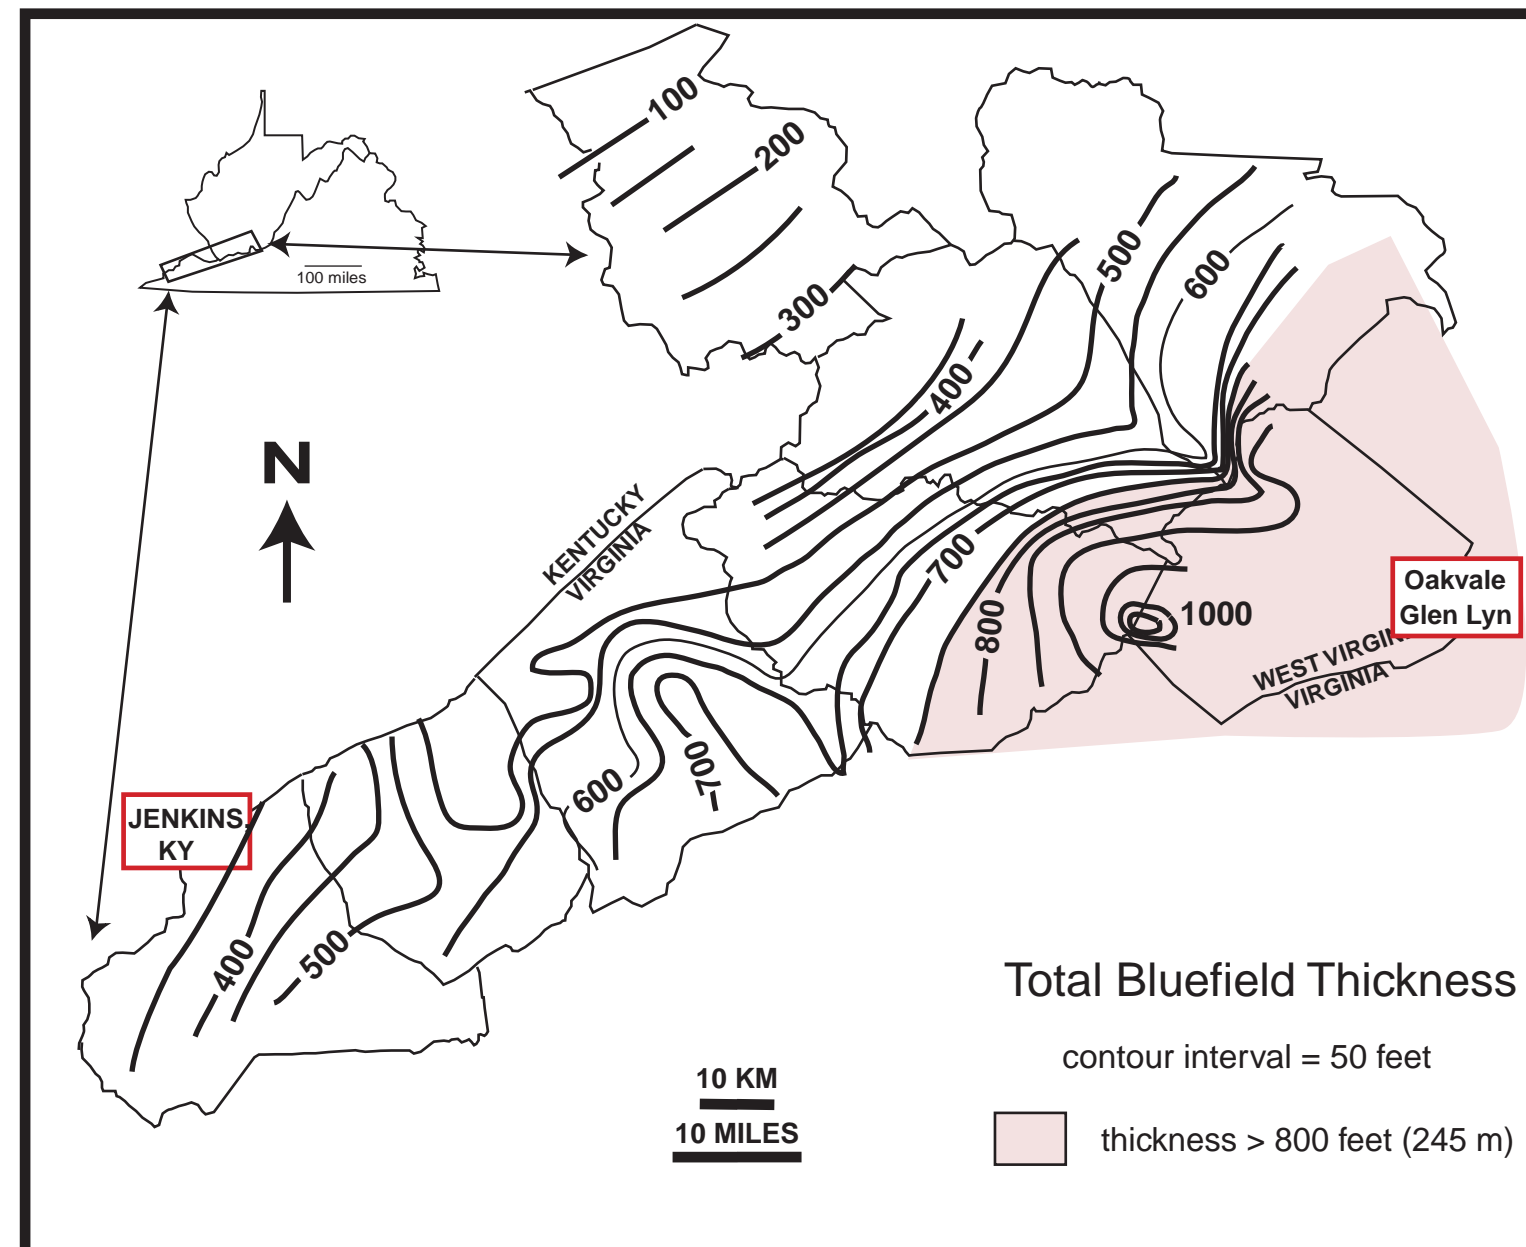 100
200
300
100 miles
400
500
600
N
KENTUCKY
VIRGINIA
700
800
1000
Oakvale
Glen Lyn
WEST VIRGIN
VIRGINIA
600
700
JENKINS,
KY
400
500
Total Bluefield Thickness
contour interval = 50 feet
10 KM
10 MILES
thickness > 800 feet (245 m)